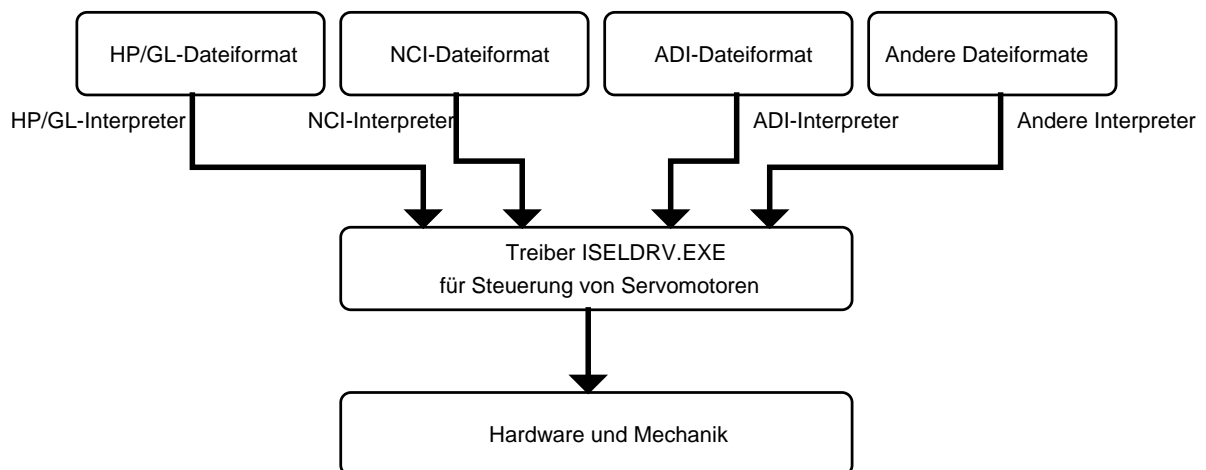 HP/GL-Dateiformat
NCI-Dateiformat
ADI-Dateiformat
Andere Dateiformate
HP/GL-Interpreter
NCI-Interpreter
ADI-Interpreter
Andere Interpreter
Treiber ISELDRV.EXE
für Steuerung von Servomotoren
Hardware und Mechanik